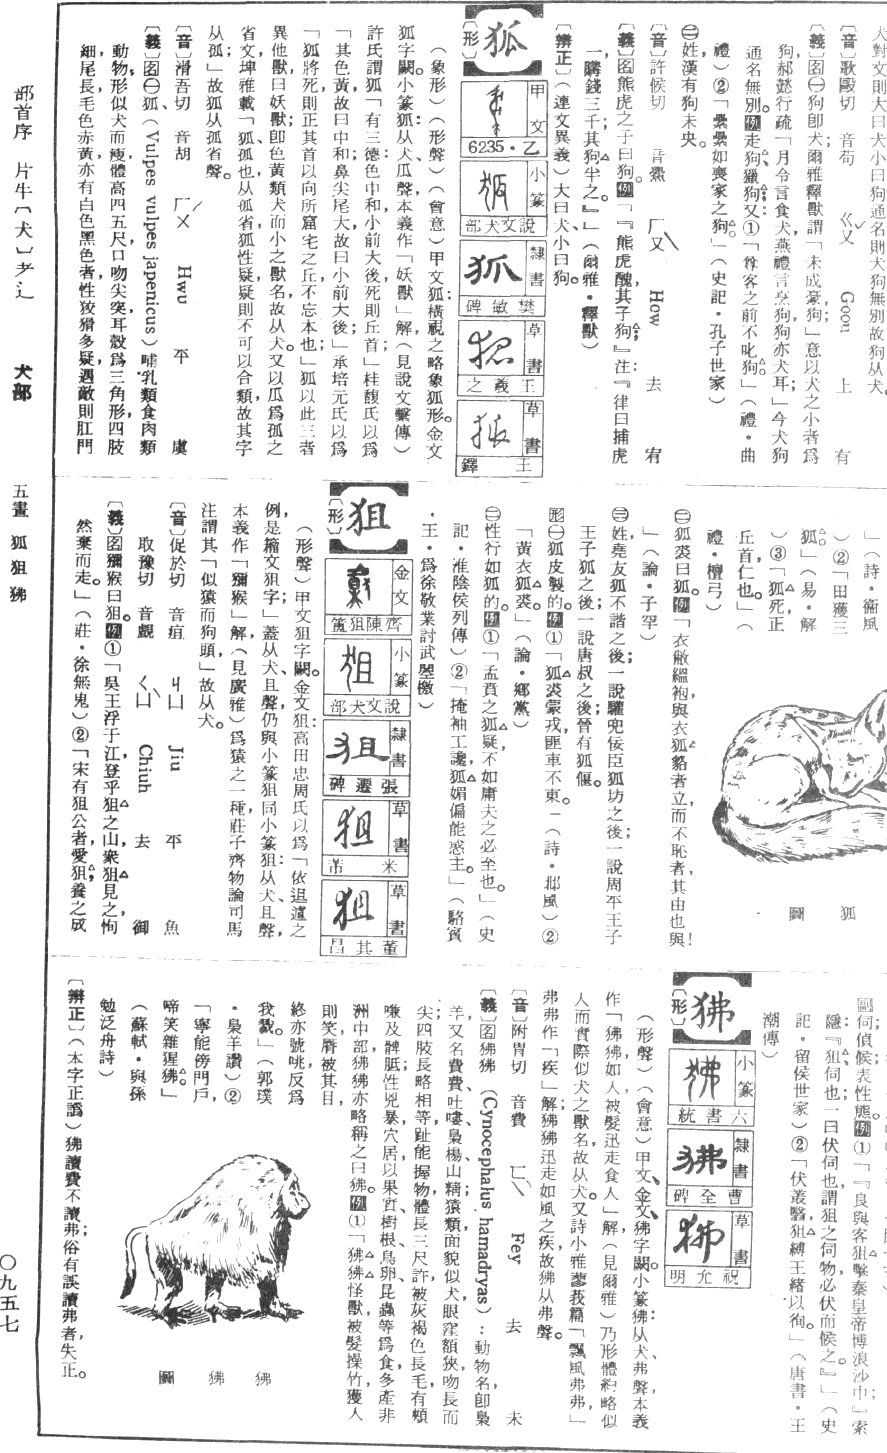 犬對文則大曰犬小曰狗通名則犬狗無別故狗从犬。
〔音〕歐切 音苟 ㄍㄡˇ Goou 上 有
〔義〕名㊀狗卽犬爾雅釋獸謂「未成豪狗」意以犬之小者爲
狗郝懿行疏「月令言食犬燕禮言烹狗狗亦犬耳」今犬狗
通名無別。例走狗獵狗又：①「尊客之前不叱狗。」（禮・曲
禮）②「纍纍如喪家之狗。」（史記・孔子世家）
㊁姓漢有狗未央。
〔音〕許候切 音 ㄏㄡˋ How 去 宥
〔義〕名熊虎之子曰狗。例「『熊虎醜其子狗』注：『律曰捕虎
一購錢三千其狗半之。』」（爾雅・釋獸）
〔辨正〕（連文異義）大曰犬小曰狗。
狐
〔形〕
甲文 6235・乙
小篆 說文犬部
隸書 樊敏碑
草書 王羲之
草書 王鐸
（象形）（形聲）（會意）甲文狐橫視之略象狐形金文
狐字闕。小篆狐：从犬瓜聲本義作「妖獸」解（見說文繫傳）
許氏謂狐「有三德色中和小前大後死則丘首」桂馥氏以爲
「其色黃故曰中和鼻尖尾大故曰小前大後」承培元氏以爲
「狐將死則正其首以向所窟宅之丘不忘本也」狐以此三者
異他獸曰妖獸；卽色黃類犬而小之獸名故从犬。又以瓜爲孤之
省文埤雅載「狐孤也从孤省狐性疑疑則不可以合類故其字
从孤」故狐从孤省聲。
〔音〕滑吾切 音胡 ㄏㄨˊ Hwu 平 虞
〔義〕名㊀狐（Vulpes vulpes japenicus）哺乳類食肉類
動物形似犬而瘦體高四五尺口吻尖突耳殼爲三角形四肢
細尾長毛色赤黃亦有白色黑色者性狡猾多疑遇敵則肛門
」（詩・衞風
）②「田獲三
狐」（易・解
）③「狐死正
丘首仁也。」（
禮・檀弓）
㊁狐裘曰狐。例「衣敝縕袍與衣狐貉者立而不恥者其由也與！
」（論・子罕）
㊂姓堯友狐不諧之後；一說驩兜佞臣狐功之後；一說周平王子
王子狐之後；一說唐叔之後晉有狐偃。
形㊀狐皮製的。例①「狐裘蒙戎匪車不東。」（詩・邶風）②
「黃衣狐裘。」（論・鄉黨）
㊁性行如狐的。例①「孟賁之狐疑不如庸夫之必至也。」（史
記・淮陰侯列傳）②「掩袖工讒狐媚偏能惑主。」（駱賓
・王・爲徐敬業討武曌檄）
狙
〔形〕
金文 齊陳狙簠
小篆 說文犬部
隸書 張遷碑
草書 米芾
草書 董其昌
（形聲）甲文狙字闕。金文狙：高田忠周氏以爲「依䢐之
例是籀文狙字」蓋从犬且聲仍與小篆狙同小篆狙：从犬且聲，
本義作「獼猴」解（見廣雅）爲猿之一種；莊子齊物論司馬
注謂其「似猿而狗頭」故从犬。
〔音〕促於切 音疽 ㄐㄩ Jiu 平 魚
取豫切 音覷 ㄑㄩˋ Chiuh 去 御
〔義〕名獼猴曰狙。例①「吳王浮于江登乎狙之山衆狙見之恂
然棄而走。」（莊・徐無鬼）②「宋有狙公者愛狙養之成
狐 圖
副伺偵候表性態。例①「『良與客狙擊秦皇帝博浪沙中』索
隱：『狙伺也一曰伏伺也謂狙之伺物必伏而候之。』」（史
記・留侯世家）②「伏叢翳狙縛王緒以徇。」（唐書・王
潮傳）
狒
〔形〕
小篆 六書統
隸書 曹全碑
草書 祝允明
（形聲）（會意）甲文、金文狒字闕。小篆狒：从犬弗聲本義
作「狒狒如人被髮迅走食人」解（見爾雅）乃形體約略似
人而實際似犬之獸名故从犬又詩小雅蓼莪篇「飄風弗弗」
弗弗作「疾」解狒狒迅走如風之疾故狒从弗聲。
〔音〕附胃切 音費 ㄈㄟˋ Fey 去 未
〔義〕名狒狒（Cynocephalus hamadryas）：動物名卽梟
羊又名費費吐嘍梟楊山精猿類面貌似犬眼窪額狹吻長而
尖四肢長略相等趾能握物體長三尺許被灰褐色長毛有頰
嗛及髀胝性兇暴穴居以果實樹根鳥卵昆蟲等爲食多產非
洲中部狒狒亦略稱之曰狒。例①「狒狒怪獸被髮操竹獲人
則笑脣被其目，
終亦號咷反爲
我戮。」（郭璞
・梟羊讚）②
「寧能傍門戶，
啼笑雜猩狒。」
（蘇軾・與孫
勉泛舟詩）
〔辨正〕（本字正譌）狒讀費不讀弗俗有誤讀弗者失正。
狒 狒 圖
部首序 片牛〔犬〕歺辶 犬部 五畫 狐 狙 狒 〇九五七